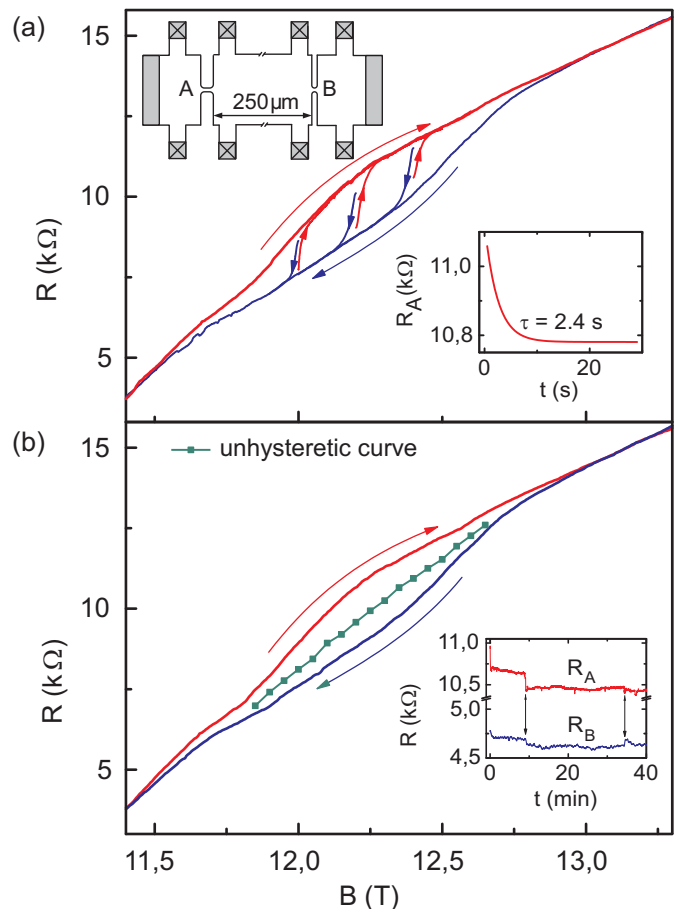 (a)
15
A
B
250 µm
10
R (kΩ)
5
11,0
R_A(kΩ)
10,8
τ = 2.4 s
0
20
t (s)
(b)
unhysteretic curve
15
10
R (kΩ)
5
11,0
10,5
5,0
4,5
R (kΩ)
R_A
R_B
0
20
40
t (min)
11,5
12,0
12,5
13,0
B (T)